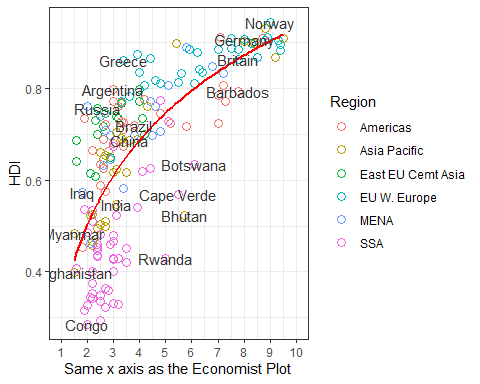 Norway
Germany
Greece
Britain
Argentina
Barbados
Russia
Brazil
China
Botswana
Iraq
Cape Verde
India
Bhutan
Myanmar
Rwanda
fghanistan
Congo
HDI
0.8
0.6
0.4
1 2 3 4 5 6 7 8 9 10
Same x axis as the Economist Plot
Region
Americas
Asia Pacific
East EU Cemt Asia
EU W. Europe
MENA
SSA